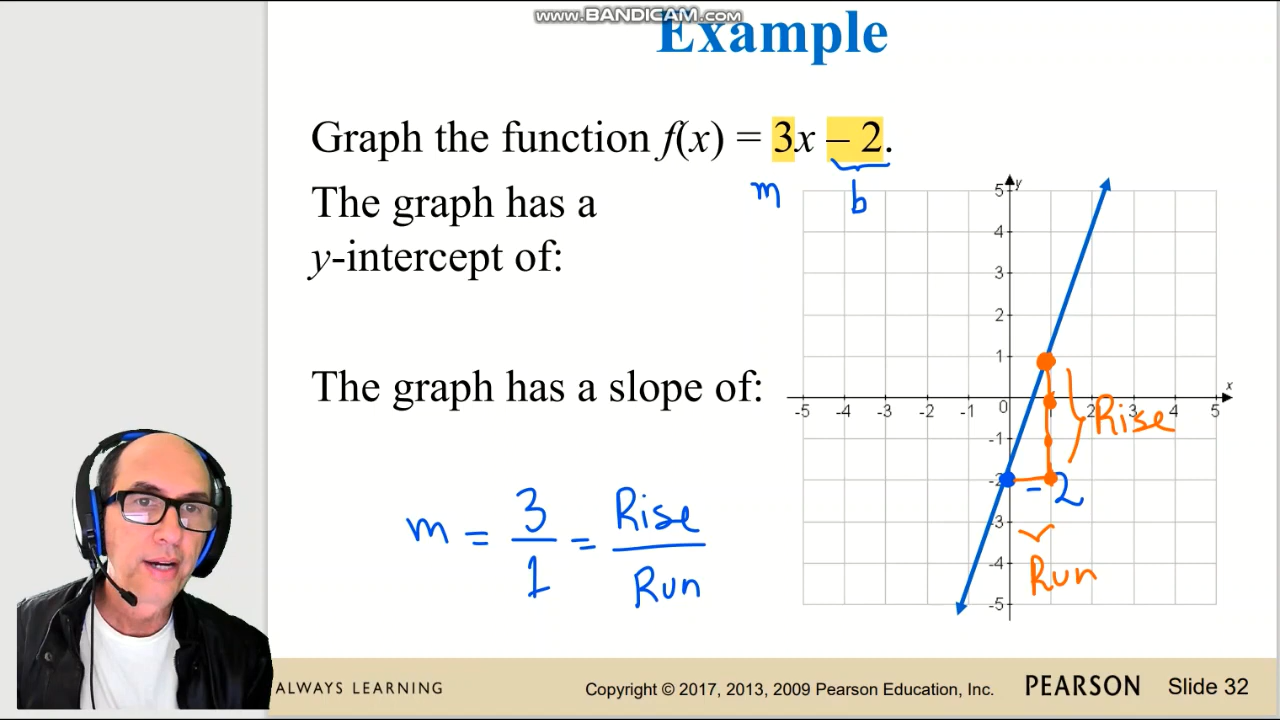 WWW.BANDICAM.COM
Example
Graph the function f(x) = 3x – 2.
m b
The graph has a
y-intercept of:
The graph has a slope of:
m = 3/1 = Rise/Run
y
5
4
3
2
1
x
-5 -4 -3 -2 -1 0 1 2 3 4 5
-1
-2
-3
-4
-5
Rise
-2
Run
ALWAYS LEARNING
Copyright © 2017, 2013, 2009 Pearson Education, Inc.
PEARSON
Slide 32